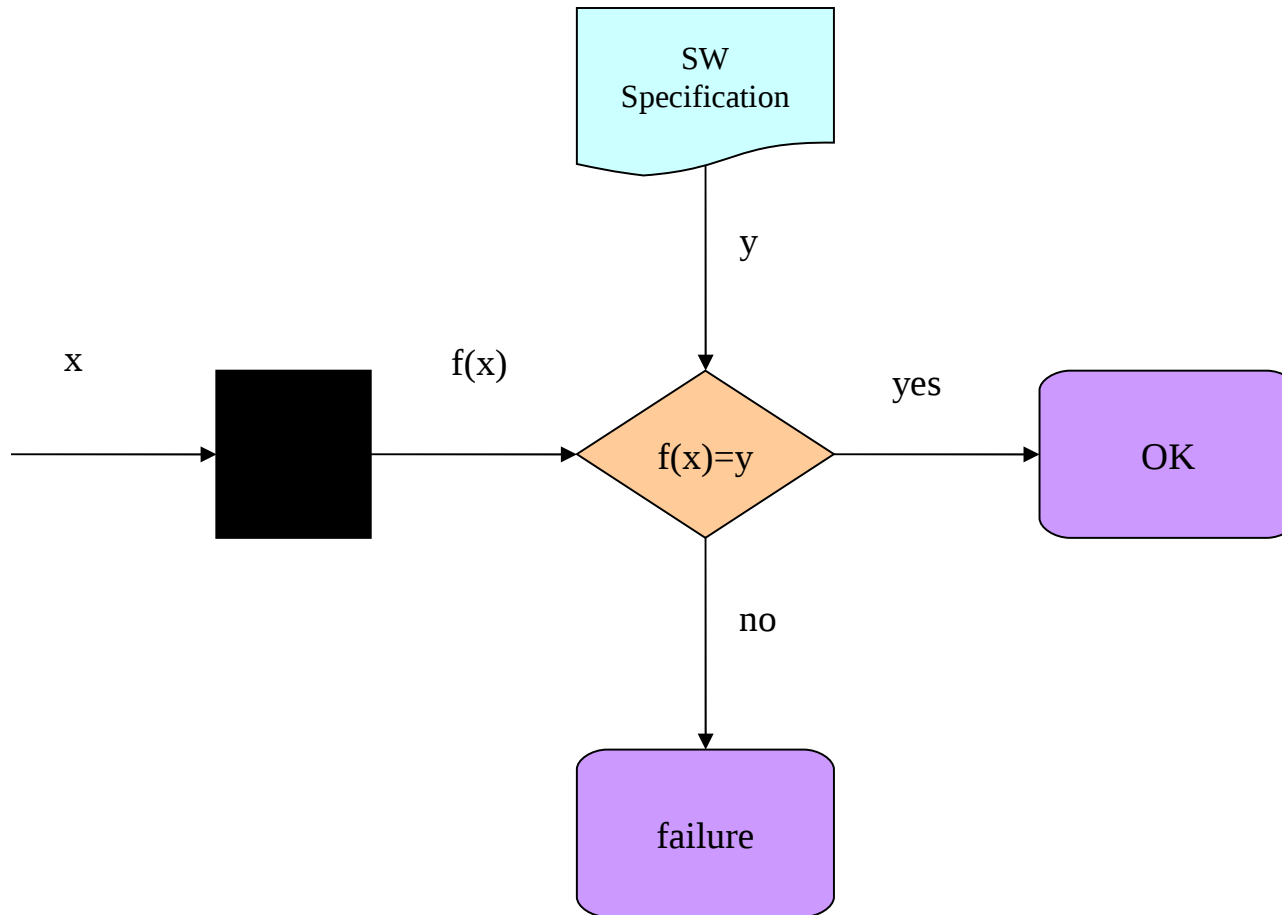 SW
Specification
y
x
f(x)
yes
f(x)=y
OK
no
failure